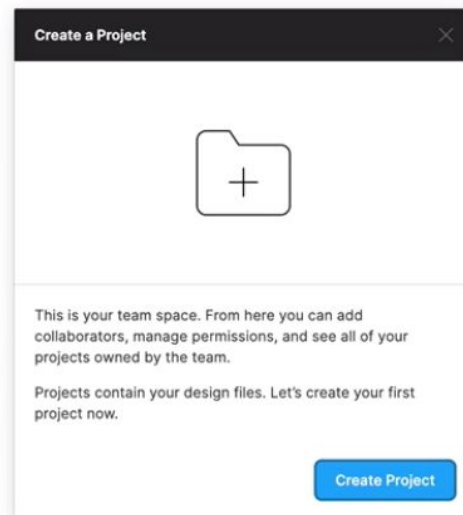 Create a Project
This is your team space. From here you can add
collaborators, manage permissions, and see all of your
projects owned by the team.
Projects contain your design files. Let's create your first
project now.
Create Project